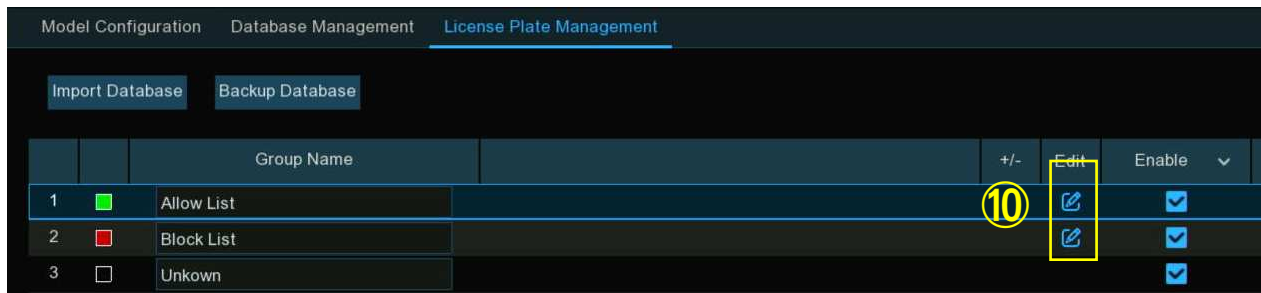 Model Configuration Database Management License Plate Management
Import Database Backup Database
Group Name +/- Edit Enable
1 Allow List ⑩
2 Block List
3 Unkown